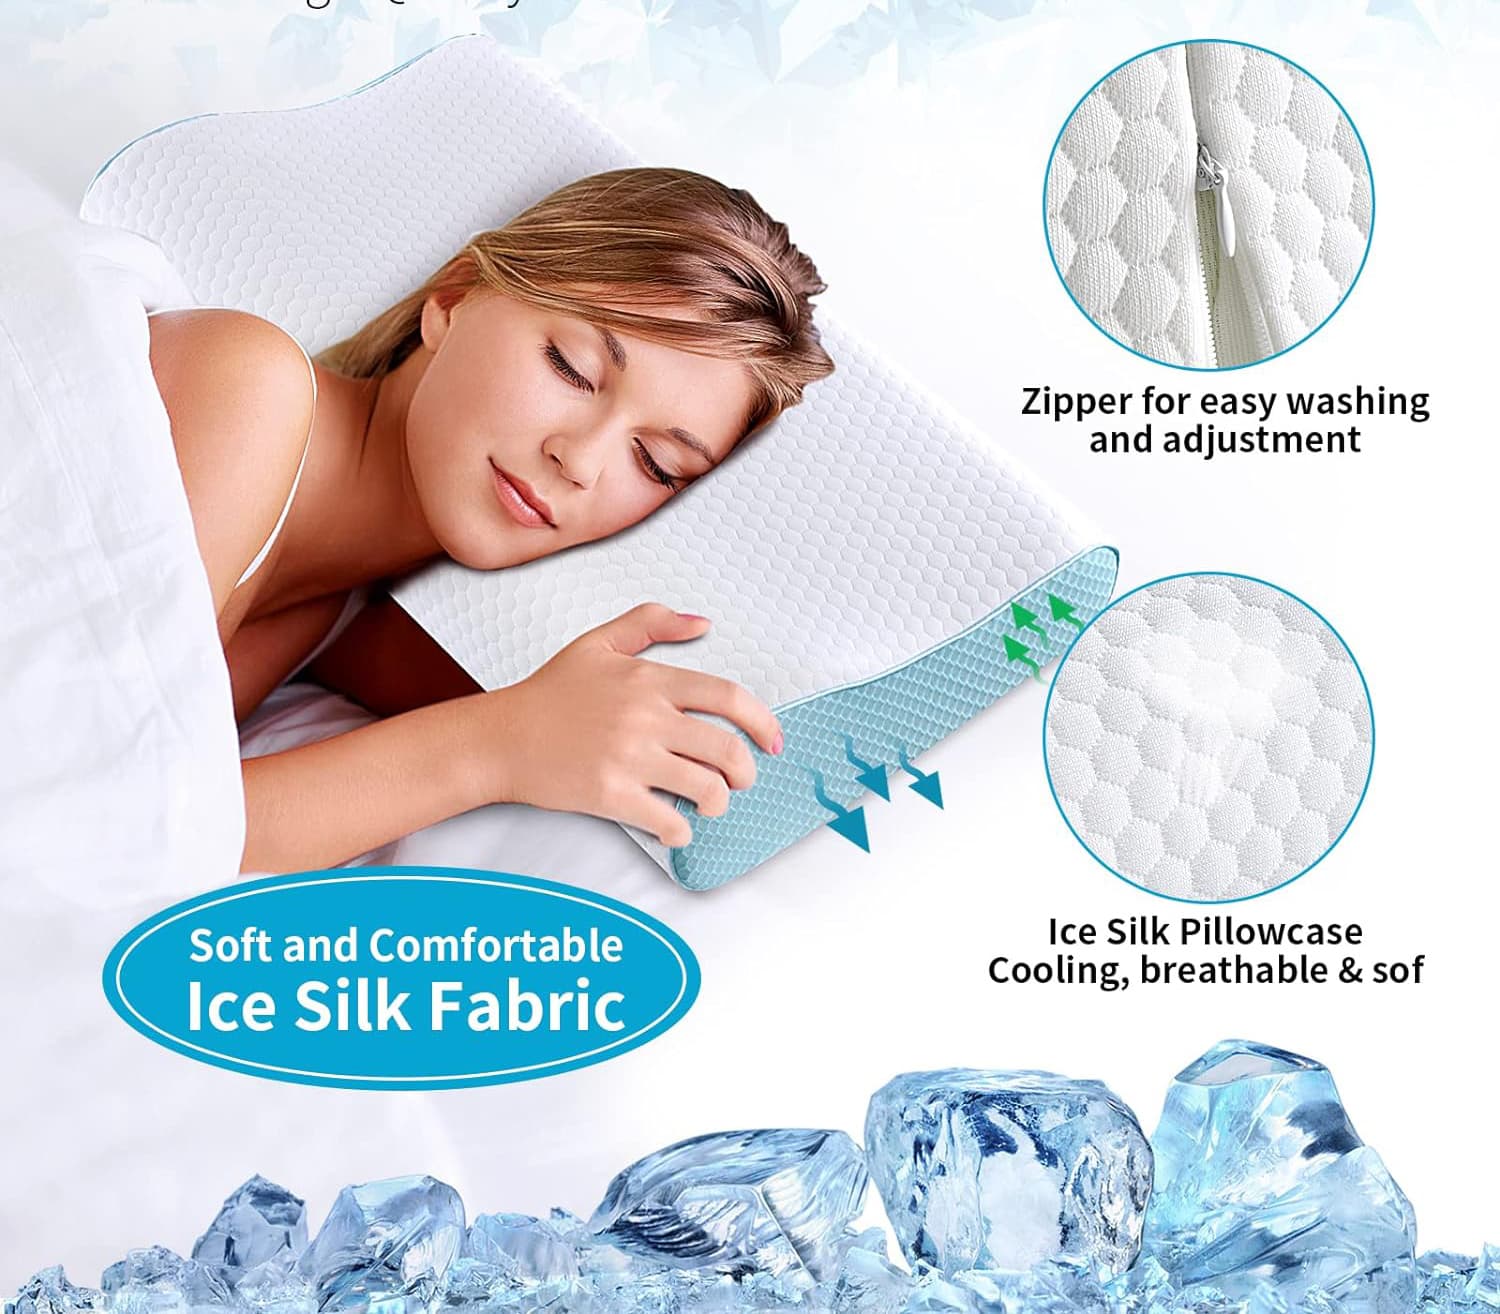 Zipper for easy washing
and adjustment
Ice Silk Pillowcase
Cooling, breathable & sof
Soft and Comfortable
Ice Silk Fabric